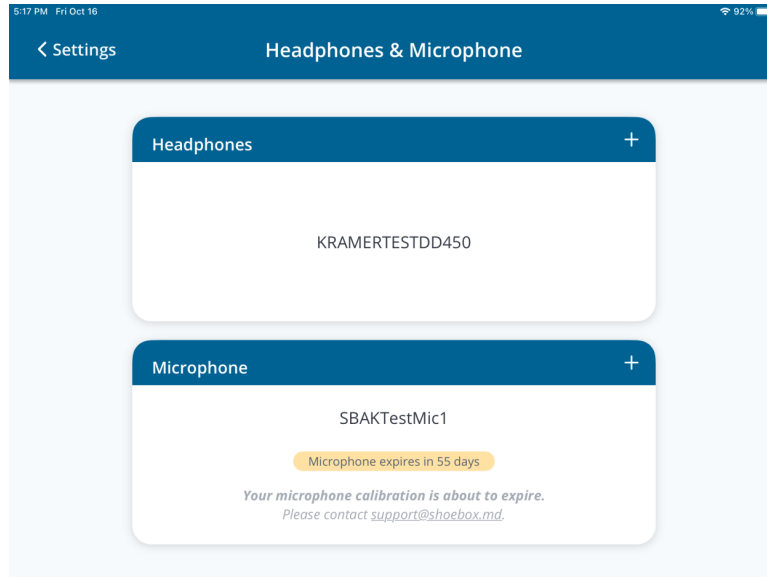 5:17 PM Fri Oct 16
92%
Settings
Headphones & Microphone
Headphones
KRAMERTESTDD450
Microphone
SBAKTestMic1
Microphone expires in 55 days
Your microphone calibration is about to expire.
Please contact support@shoebox.md.